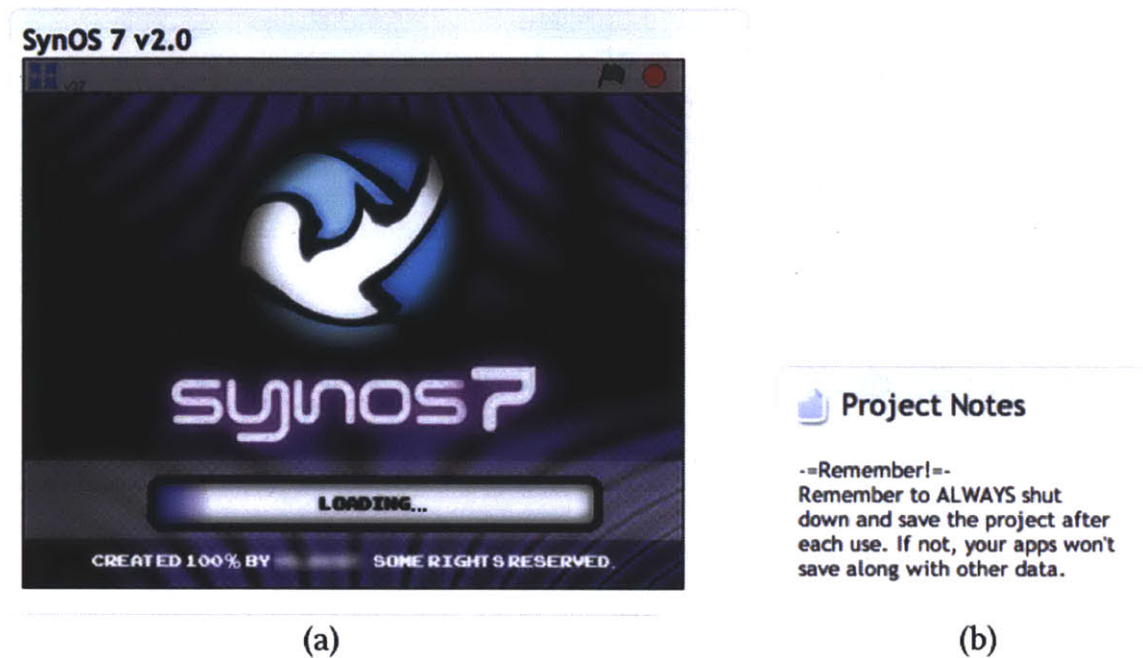 SynOS 7 v2.0
synos7
LOADING...
CREATED 100% BY SOME RIGHTS RESERVED.
Project Notes
-=Remember!=-
Remember to ALWAYS shut
down and save the project after
each use. If not, your apps won't
save along with other data.
(a)
(b)